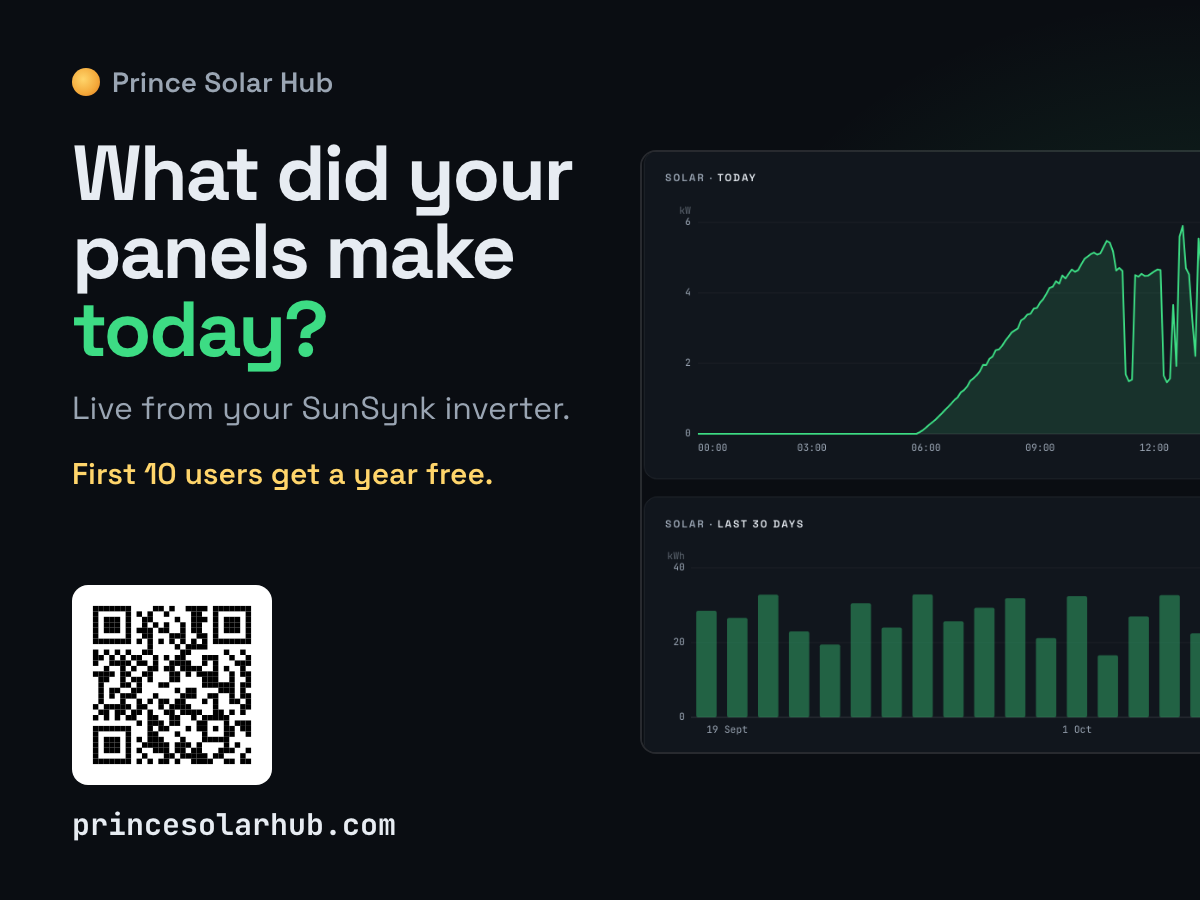 Prince Solar Hub
What did your
panels make
today?
Live from your SunSynk inverter.
First 10 users get a year free.
princesolarhub.com
SOLAR · TODAY
kW
6
4
2
0
00:00 03:00 06:00 09:00 12:00
SOLAR · LAST 30 DAYS
kWh
40
20
0
19 Sept 1 Oct